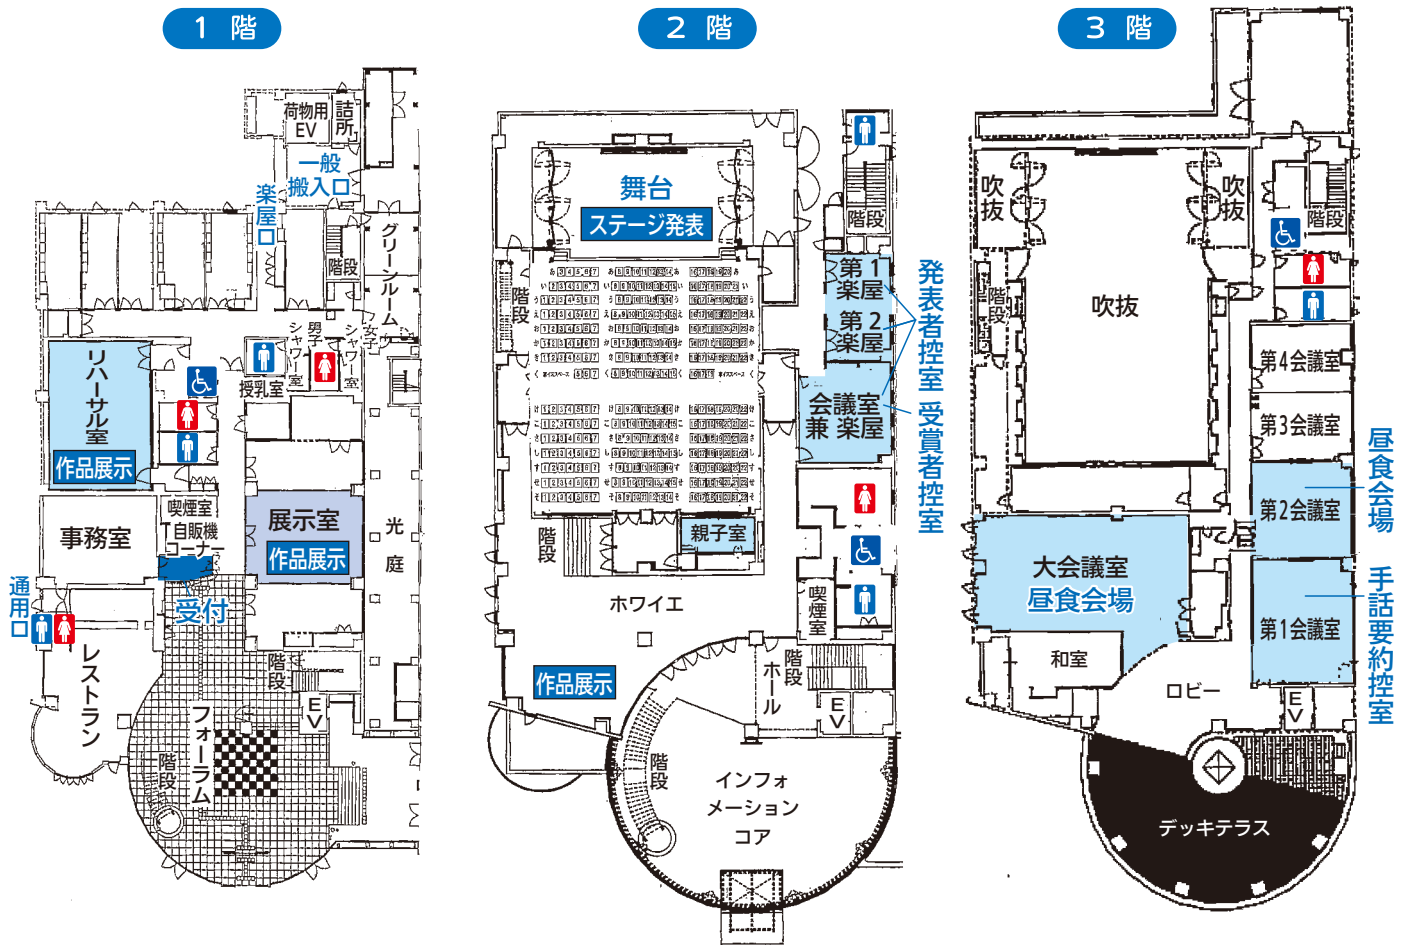 1 階
荷物用
EV
詰所
一般
搬入口
楽屋口
階段
グリーンルーム
男子
シャワー室
女子
シャワー室
授乳室
リハーサル室
作品展示
喫煙室
自販機
コーナー
事務室
展示室
作品展示
光庭
受付
通用口
レストラン
階段
EV
フォーラム
階段
2 階
舞台
ステージ発表
階段
階段
第1
楽屋
第2
楽屋
会議室
兼 楽屋
発表者控室 受賞者控室
親子室
階段
ホワイエ
喫煙室
作品展示
ホール
階段
EV
階段
インフォ
メーション
コア
3 階
吹抜
吹抜
階段
階段
吹抜
第4会議室
第3会議室
第2会議室
昼食会場
大会議室
昼食会場
第1会議室
手話要約控室
和室
ロビー
EV
デッキテラス